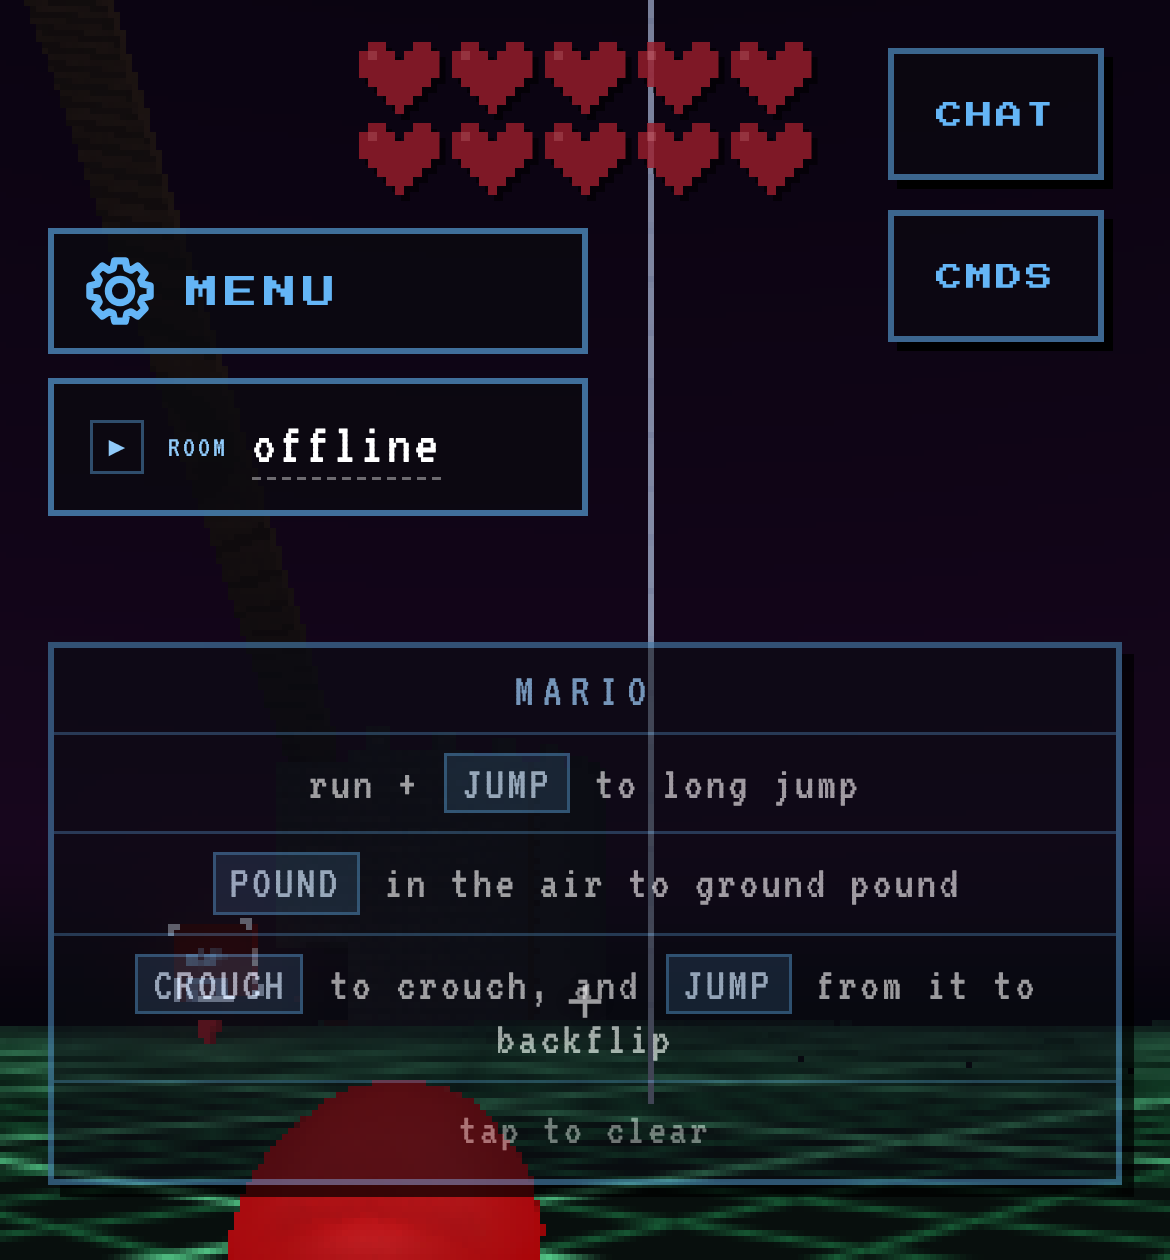 CHAT
CMDS
MENU
ROOM offline
MARIO
run + JUMP to long jump
POUND in the air to ground pound
CROUCH to crouch, and JUMP from it to
backflip
tap to clear